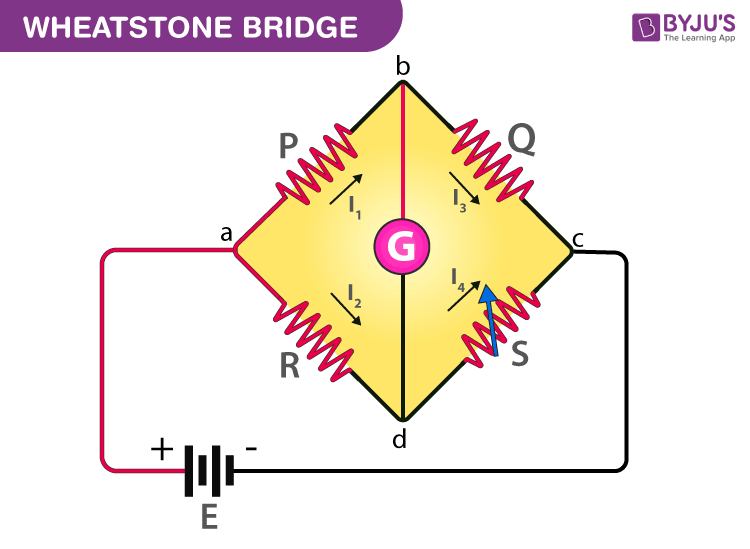 WHEATSTONE BRIDGE
BYJU'S
The Learning App
b
P
Q
I₁
I₃
a
G
c
I₂
I₄
R
S
d
+ -
E